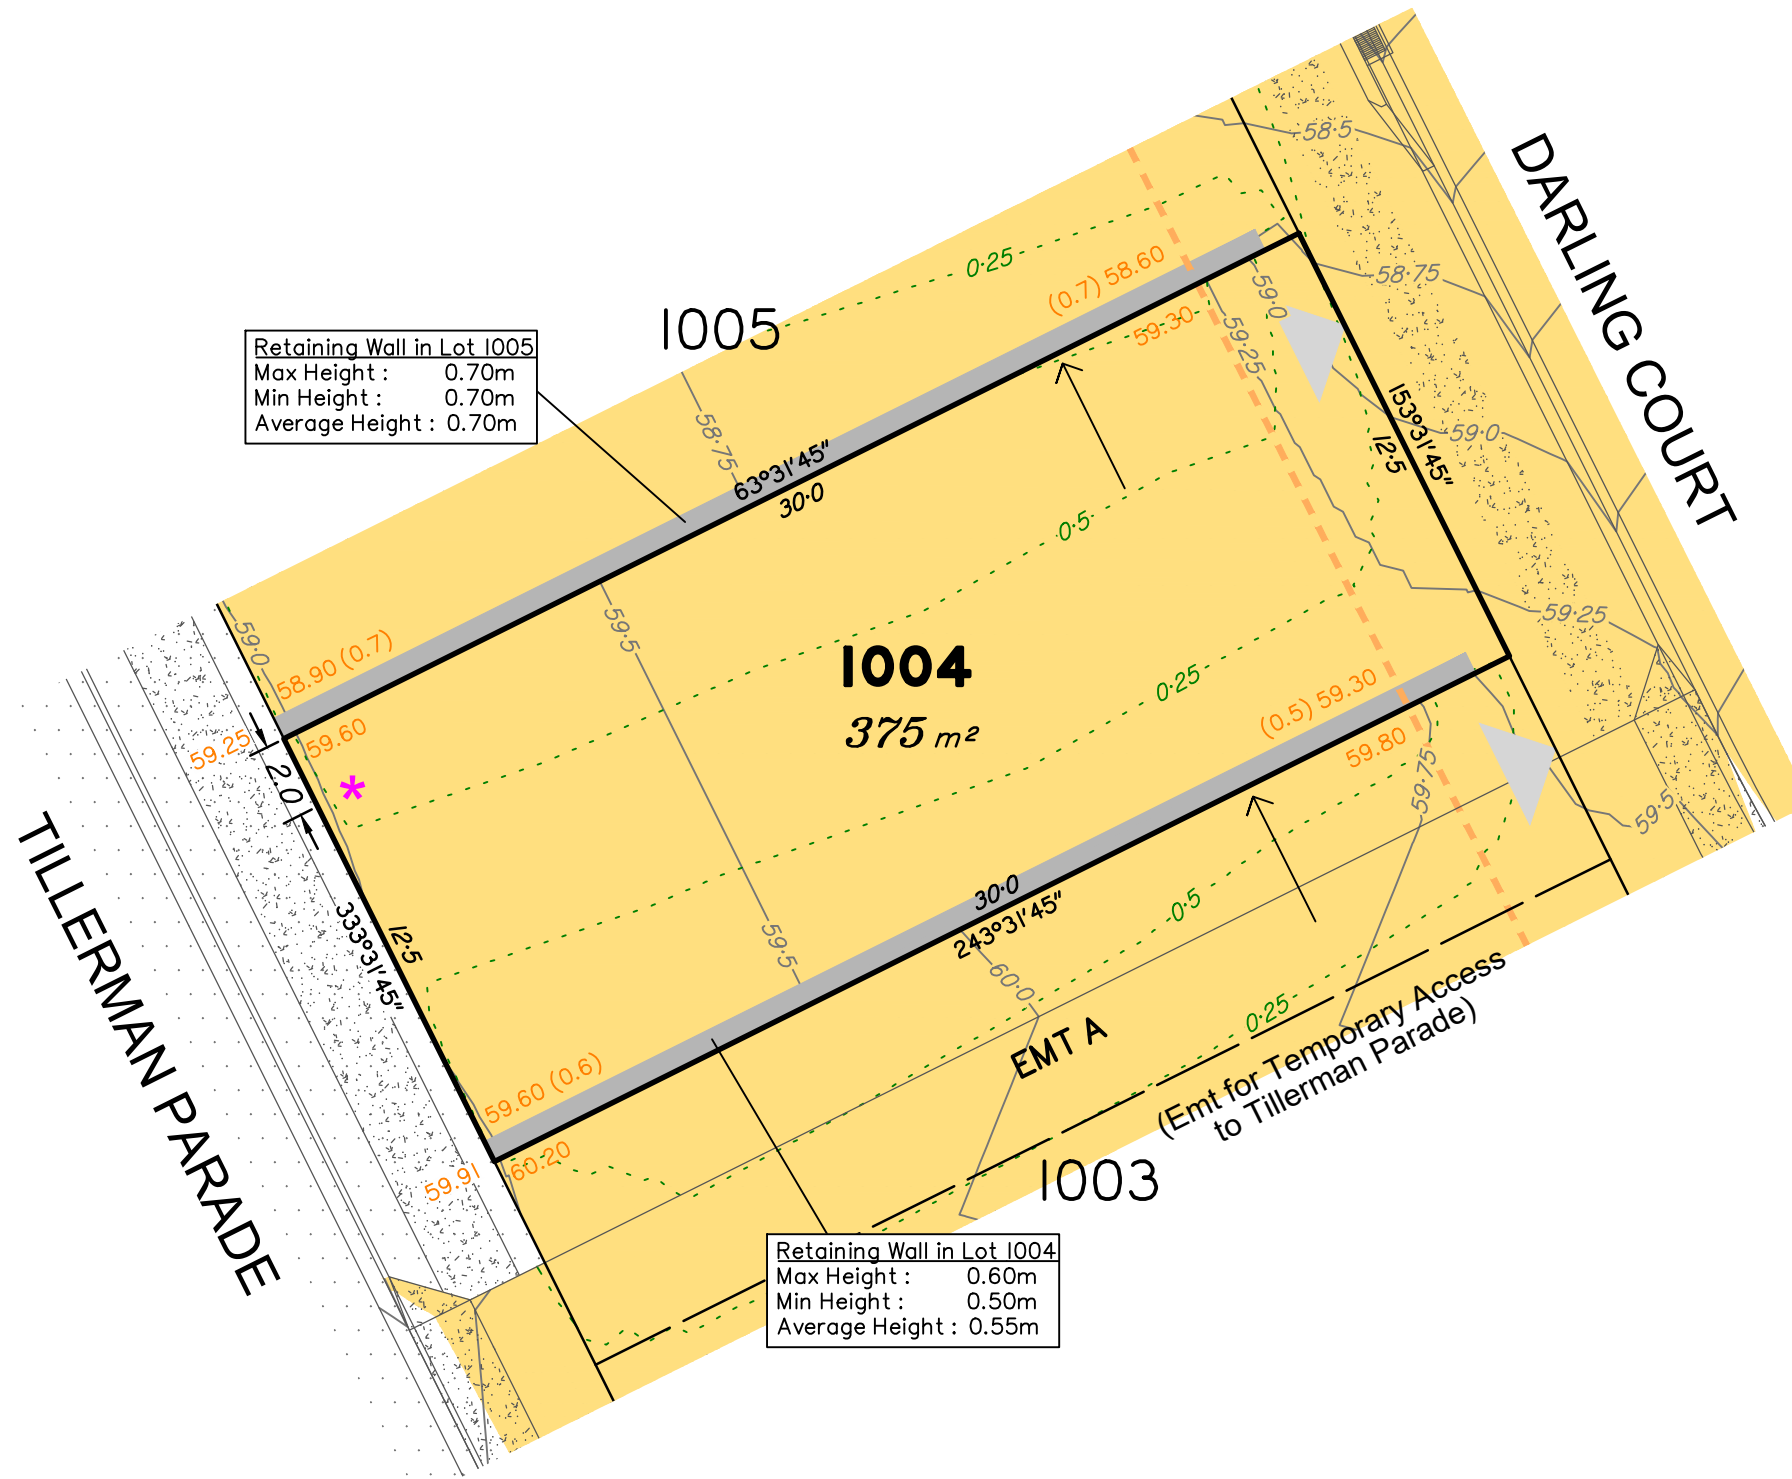 58·5
DARLING COURT
0·25
(0.7) 58.60
58·75
59·0
1005
59.30
59·25
Retaining Wall in Lot 1005
Max Height : 0.70m
Min Height : 0.70m
Average Height : 0.70m
58·75
153°31'45"
12·5
59·0
63°31'45"
30·0
0·5
59·0
59·5
59·25
58.90 (0.7)
1004
375 m²
0·25
(0.5) 59.30
59.25
59.60
2.0
*
59.80
59·75
59·5
TILLERMAN PARADE
333°31'45"
12·5
59·5
30·0
243°31'45"
0·5
60·0
0·25
EMT A
(Emt for Temporary Access
to Tillerman Parade)
59.60 (0.6)
59.91
60.20
1003
Retaining Wall in Lot 1004
Max Height : 0.60m
Min Height : 0.50m
Average Height : 0.55m